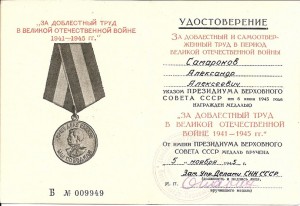 „ЗА ДОБЛЕСТНЫЙ ТРУД
В ВЕЛИКОЙ ОТЕЧЕСТВЕННОЙ ВОЙНЕ
1941—1945 гг."
Б № 009949
УДОСТОВЕРЕНИЕ
ЗА ДОБЛЕСТНЫЙ И САМООТВЕР-
ЖЕННЫЙ ТРУД В ПЕРИОД
ВЕЛИКОЙ ОТЕЧЕСТВЕННОЙ ВОЙНЫ
Александр
Алексеевич
УКАЗОМ ПРЕЗИДИУМА ВЕРХОВНОГО
СОВЕТА СССР от 6 июня 1945 года
НАГРАЖДЕН МЕДАЛЬЮ
„ЗА ДОБЛЕСТНЫЙ ТРУД
В ВЕЛИКОЙ ОТЕЧЕСТВЕННОЙ
ВОЙНЕ 1941—1945 гг."
ОТ ИМЕНИ ПРЕЗИДИУМА ВЕРХОВНОГО
СОВЕТА СССР МЕДАЛЬ ВРУЧЕНА
5 ноября
Зам. Упр. Делами СНК СССР
М. П.
вручившего медаль)